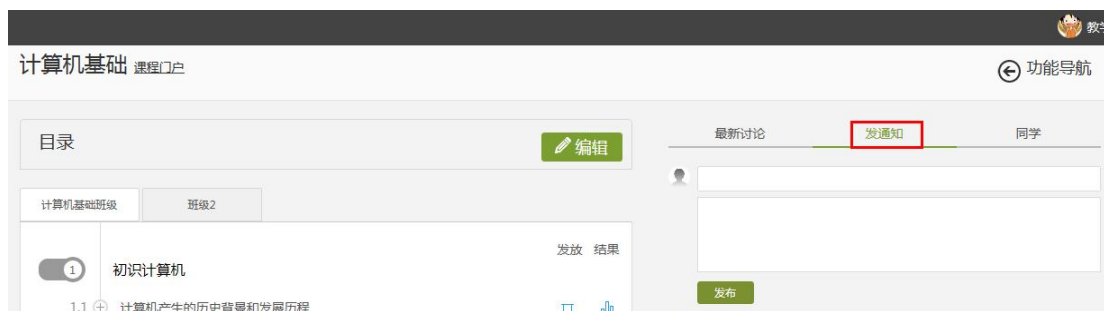 教学
计算机基础 课程门户
功能导航
目录
编辑
最新讨论 发通知 同学
计算机基础班级 班级2
发放 结果
1 初识计算机
1.1 计算机产生的历史背景和发展历程
发布